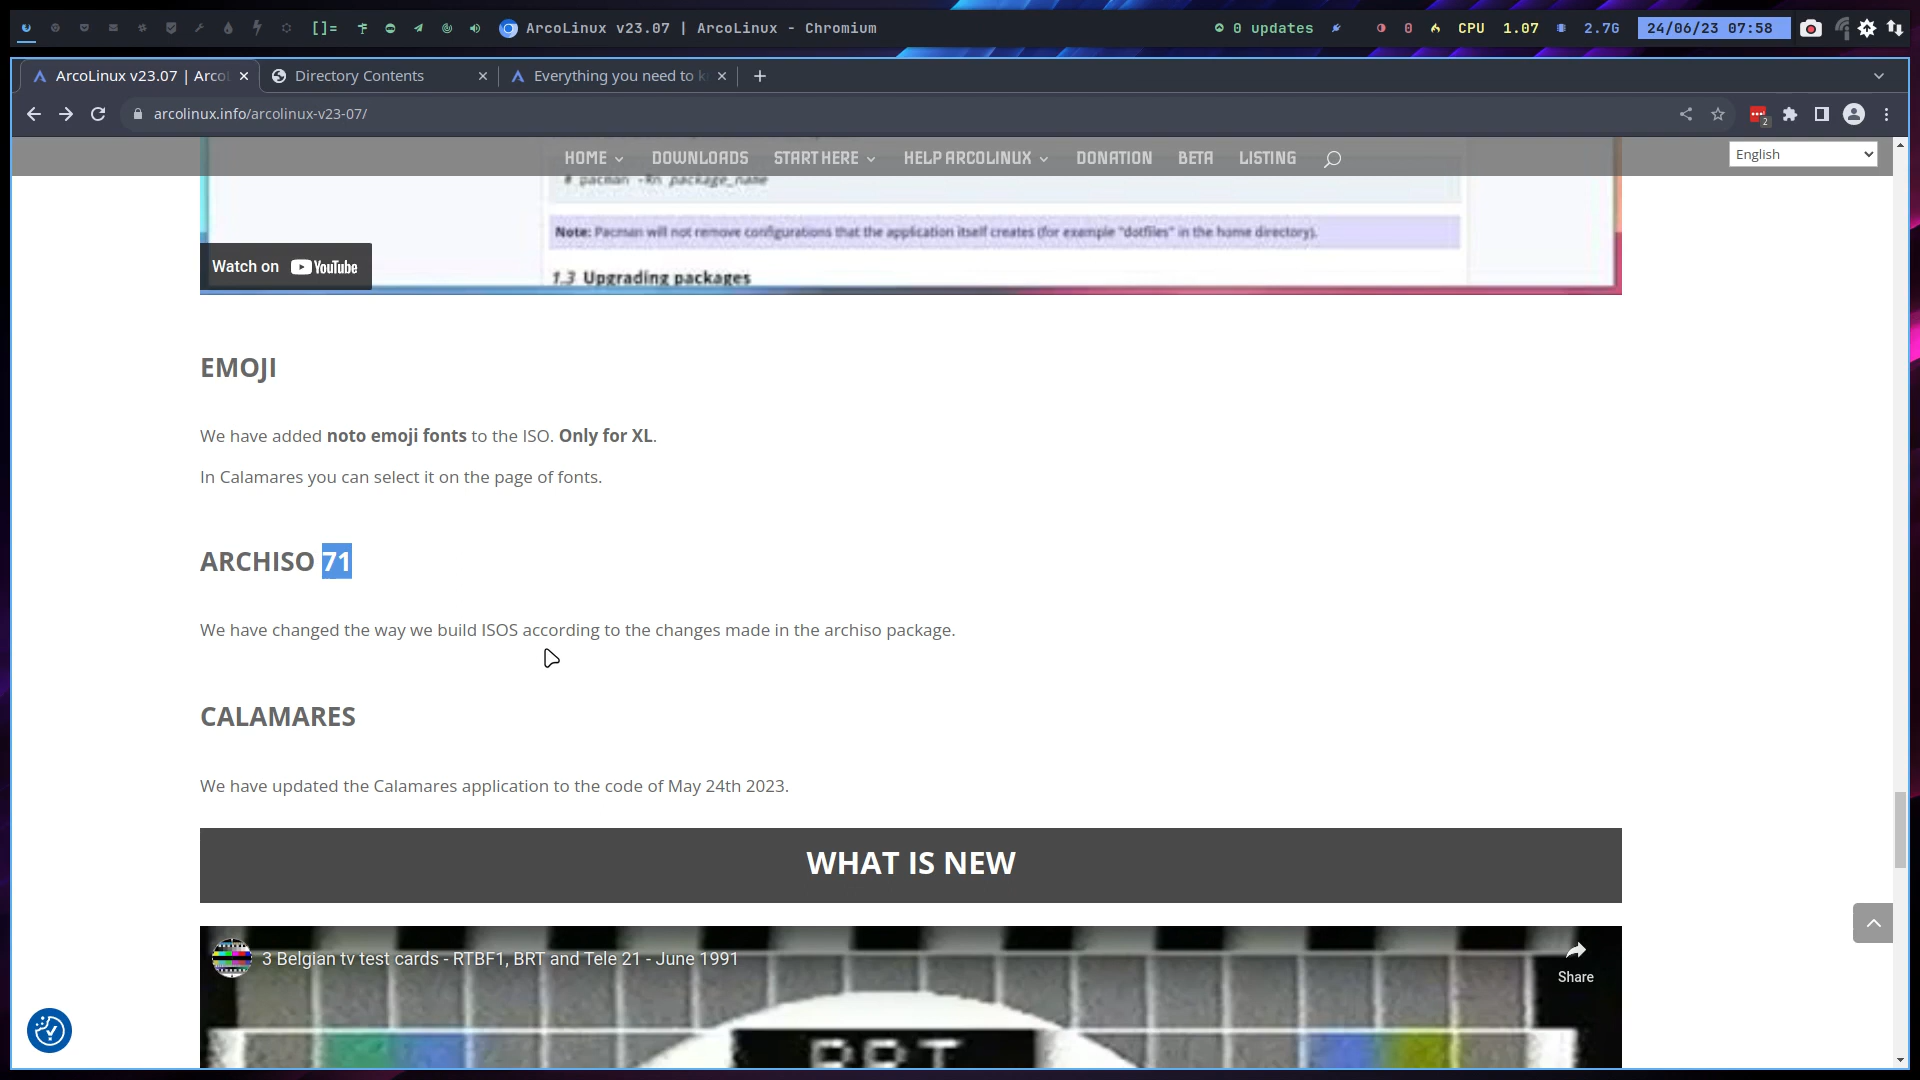 []=
ArcoLinux v23.07 | ArcoLinux - Chromium
0 updates
0
CPU 1.07
2.7G
24/06/23 07:58
ArcoLinux v23.07 | Arco
Directory Contents
Everything you need to k
arcolinux.info/arcolinux-v23-07/
2
HOME
DOWNLOADS
START HERE
HELP ARCOLINUX
DONATION
BETA
LISTING
English
# pacman -Rn package_name
Note: Pacman will not remove configurations that the application itself creates (for example "dotfiles" in the home directory).
Watch on YouTube
1.3 Upgrading packages
EMOJI
We have added noto emoji fonts to the ISO. Only for XL.
In Calamares you can select it on the page of fonts.
ARCHISO 71
We have changed the way we build ISOS according to the changes made in the archiso package.
CALAMARES
We have updated the Calamares application to the code of May 24th 2023.
WHAT IS NEW
3 Belgian tv test cards - RTBF1, BRT and Tele 21 - June 1991
Share
BRT